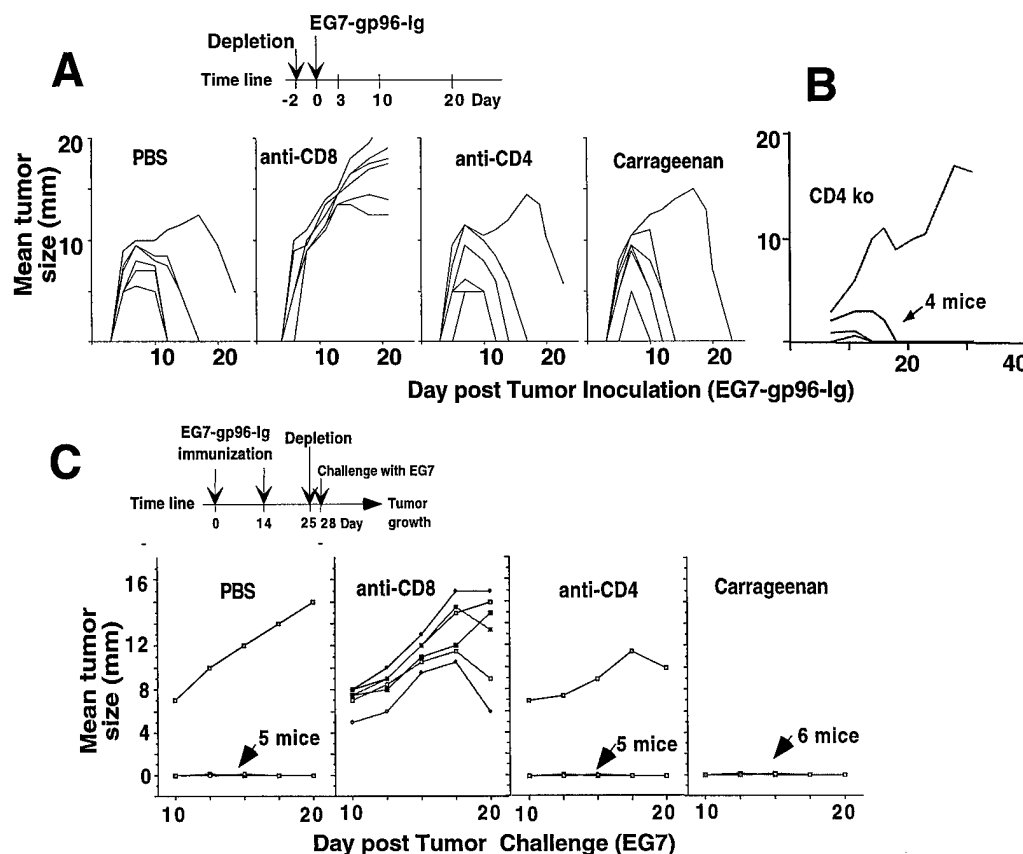 A
EG7-gp96-Ig
Depletion
Time line
-2 0 3 10 20 Day
B
Mean tumor
size (mm)
20
10
PBS
anti-CD8
anti-CD4
Carrageenan
10 20 10 20 10 20 10 20
20
10
CD4 ko
4 mice
20 40
Day post Tumor Inoculation (EG7-gp96-Ig)
C
EG7-gp96-Ig
immunization
Depletion
Challenge with EG7
Time line
Tumor
growth
0 14 25 28 Day
Mean tumor
size (mm)
16
12
8
4
0
PBS
anti-CD8
anti-CD4
Carrageenan
5 mice
5 mice
6 mice
10 20 10 20 10 20 10 20
Day post Tumor Challenge (EG7)